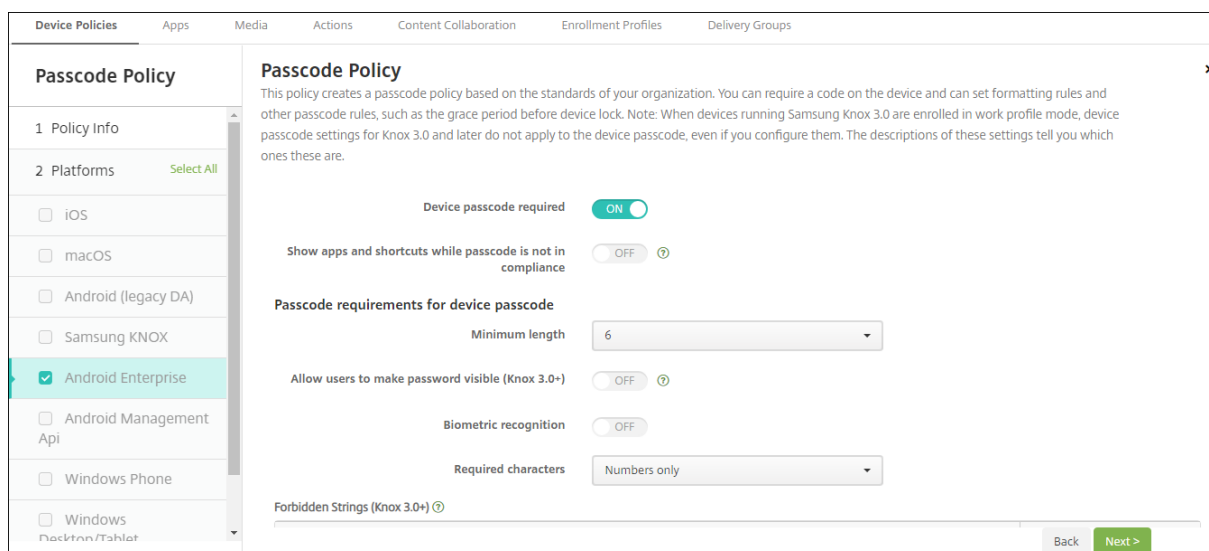 Device Policies Apps Media Actions Content Collaboration Enrollment Profiles Delivery Groups
Passcode Policy
1 Policy Info
2 Platforms Select All
iOS
macOS
Android (legacy DA)
Samsung KNOX
Android Enterprise
Android Management
Api
Windows Phone
Windows
Desktop/Tablet
Passcode Policy
This policy creates a passcode policy based on the standards of your organization. You can require a code on the device and can set formatting rules and
other passcode rules, such as the grace period before device lock. Note: When devices running Samsung Knox 3.0 are enrolled in work profile mode, device
passcode settings for Knox 3.0 and later do not apply to the device passcode, even if you configure them. The descriptions of these settings tell you which
ones these are.
Device passcode required ON
Show apps and shortcuts while passcode is not in
compliance OFF ?
Passcode requirements for device passcode
Minimum length 6
Allow users to make password visible (Knox 3.0+) OFF ?
Biometric recognition OFF
Required characters Numbers only
Forbidden Strings (Knox 3.0+) ?
Back Next >